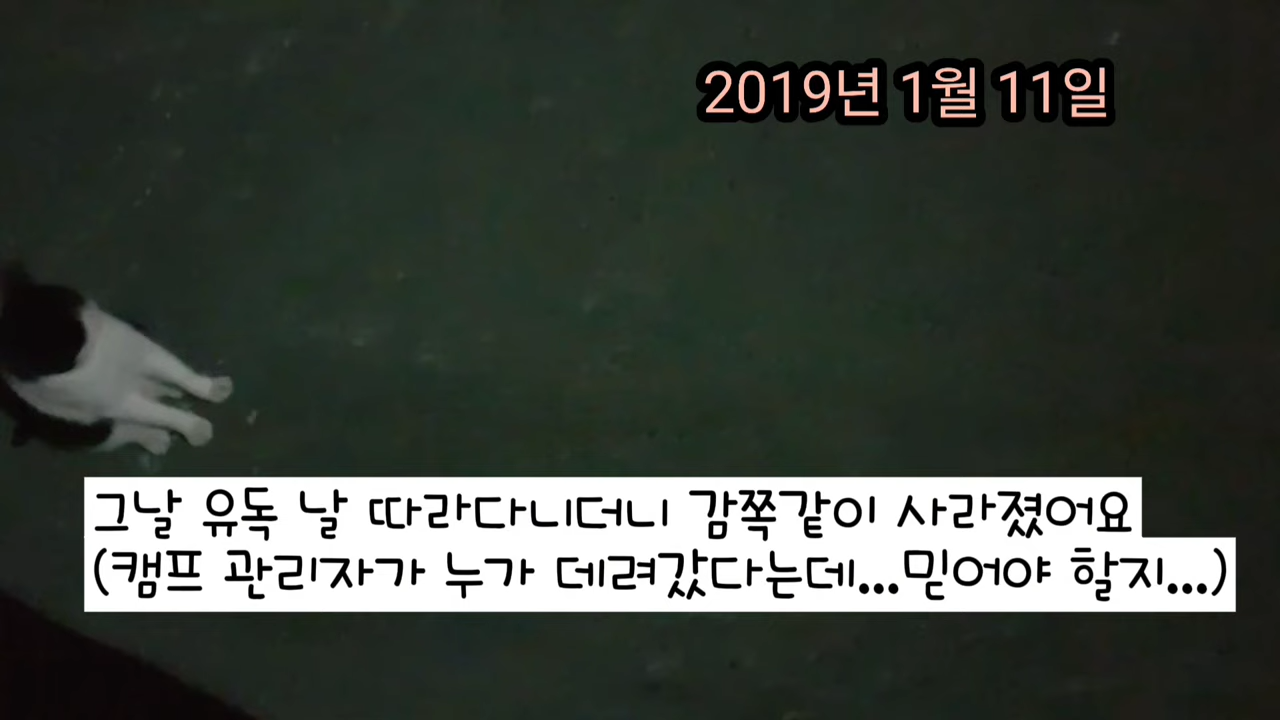 2019년 1월 11일
그날 유독 날 따라다니더니 감쪽같이 사라졌어요
(캠프 관리자가 누가 데려갔다는데...믿어야 할지...)